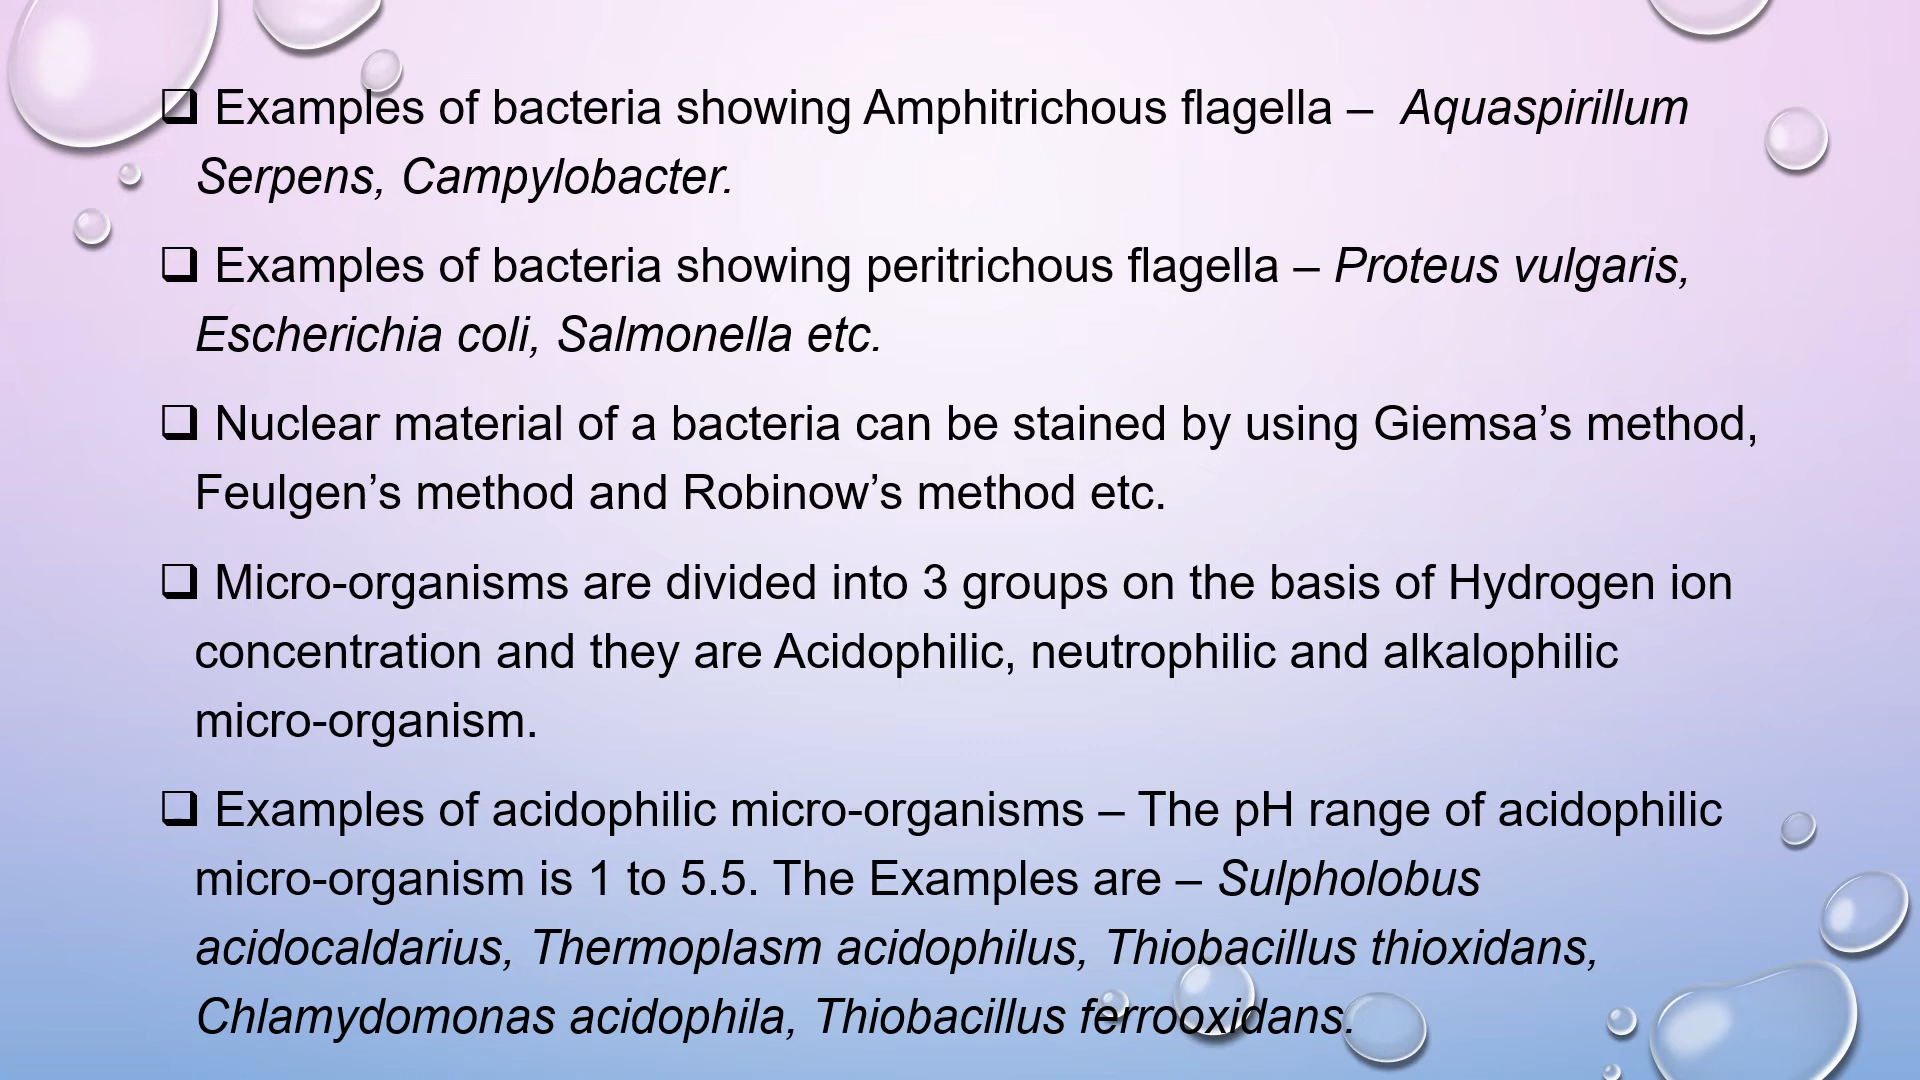 ❑ Examples of bacteria showing Amphitrichous flagella – Aquaspirillum
Serpens, Campylobacter.
❑ Examples of bacteria showing peritrichous flagella – Proteus vulgaris,
Escherichia coli, Salmonella etc.
❑ Nuclear material of a bacteria can be stained by using Giemsa’s method,
Feulgen’s method and Robinow’s method etc.
❑ Micro-organisms are divided into 3 groups on the basis of Hydrogen ion
concentration and they are Acidophilic, neutrophilic and alkalophilic
micro-organism.
❑ Examples of acidophilic micro-organisms – The pH range of acidophilic
micro-organism is 1 to 5.5. The Examples are – Sulpholobus
acidocaldarius, Thermoplasm acidophilus, Thiobacillus thioxidans,
Chlamydomonas acidophila, Thiobacillus ferrooxidans.